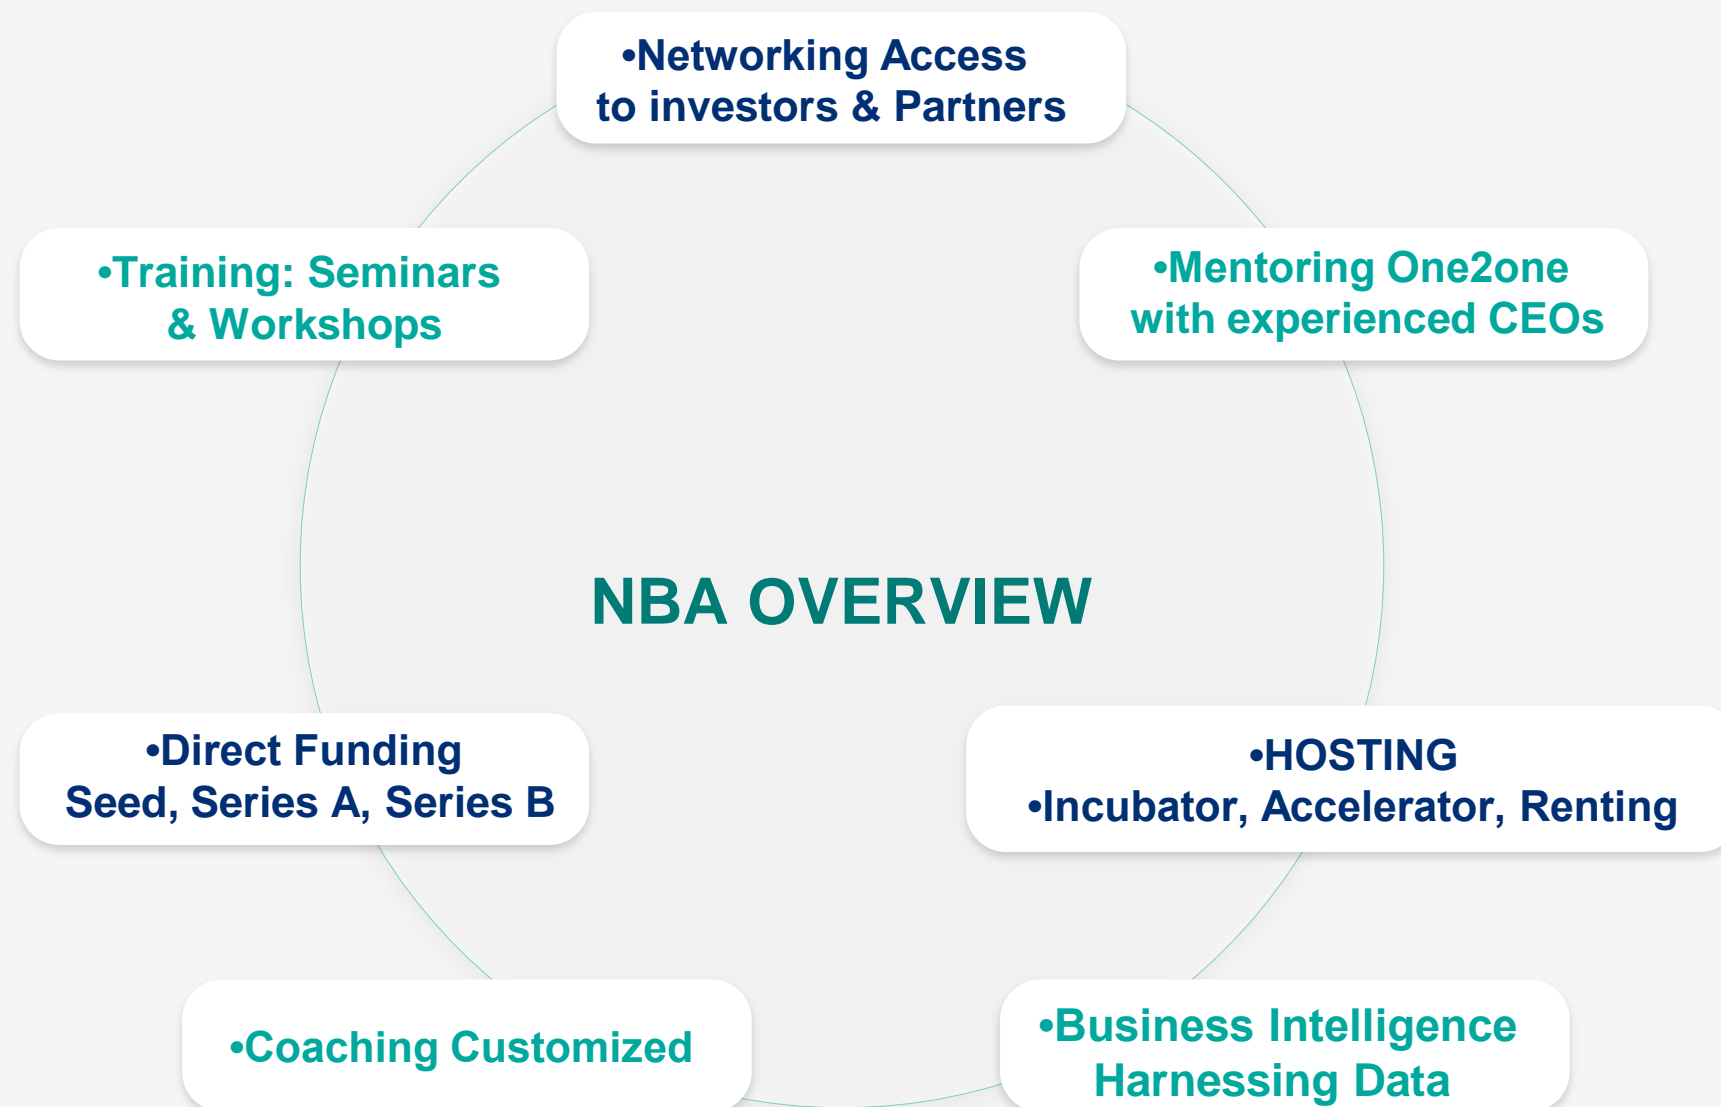 •Networking Access
to investors & Partners
•Training: Seminars
& Workshops
•Mentoring One2one
with experienced CEOs
NBA OVERVIEW
•Direct Funding
Seed, Series A, Series B
•HOSTING
•Incubator, Accelerator, Renting
•Coaching Customized
•Business Intelligence
Harnessing Data